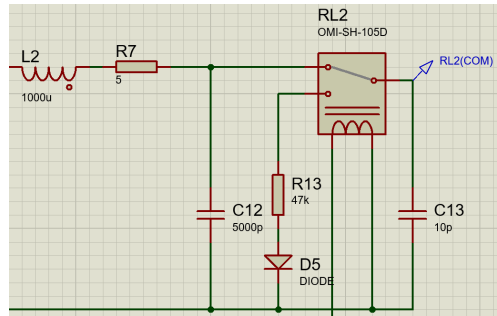 RL2
OMI-SH-105D
L2
1000u
R7
5
RL2(COM)
R13
47k
C12
5000p
C13
10p
D5
DIODE